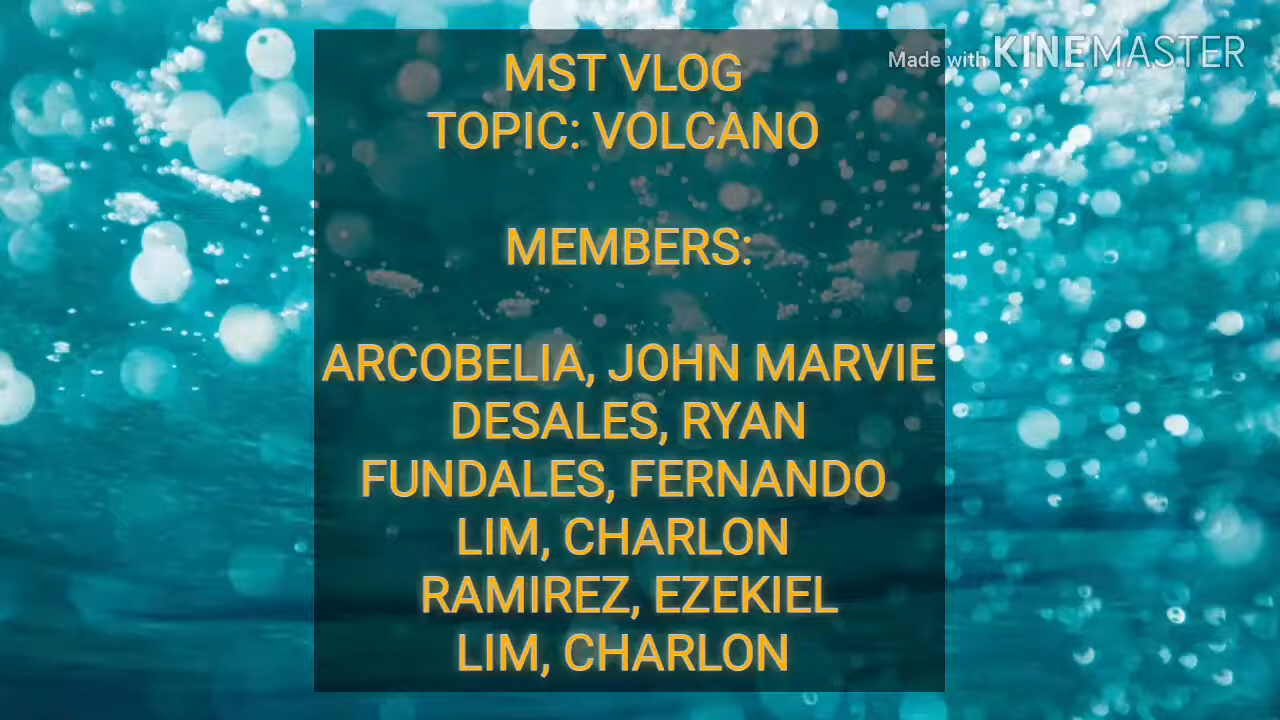 Made with KINEMASTER
MST VLOG
TOPIC: VOLCANO
MEMBERS:
ARCOBELIA, JOHN MARVIE
DESALES, RYAN
FUNDALES, FERNANDO
LIM, CHARLON
RAMIREZ, EZEKIEL
LIM, CHARLON